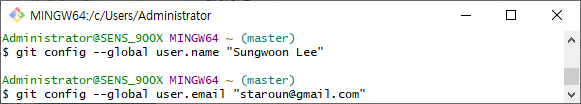 MINGW64:/c/Users/Administrator
Administrator@SENS_900X MINGW64 ~ (master)
$ git config --global user.name "Sungwoon Lee"
Administrator@SENS_900X MINGW64 ~ (master)
$ git config --global user.email "staroun@gmail.com"